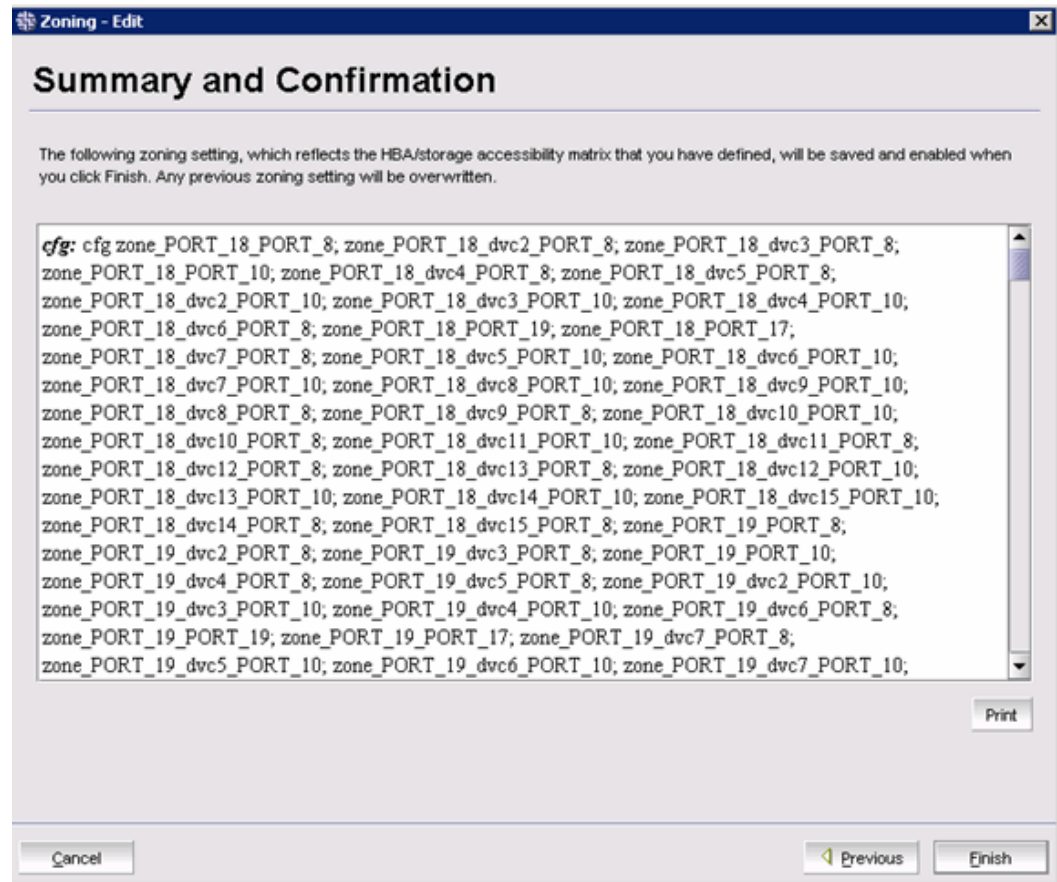 Zoning - Edit
Summary and Confirmation
The following zoning setting, which reflects the HBA/storage accessibility matrix that you have defined, will be saved and enabled when
you click Finish. Any previous zoning setting will be overwritten.
cfg: cfg zone_PORT_18_PORT_8; zone_PORT_18_dvc2_PORT_8; zone_PORT_18_dvc3_PORT_8;
zone_PORT_18_PORT_10; zone_PORT_18_dvc4_PORT_8; zone_PORT_18_dvc5_PORT_8;
zone_PORT_18_dvc2_PORT_10; zone_PORT_18_dvc3_PORT_10; zone_PORT_18_dvc4_PORT_10;
zone_PORT_18_dvc6_PORT_8; zone_PORT_18_PORT_19; zone_PORT_18_PORT_17;
zone_PORT_18_dvc7_PORT_8; zone_PORT_18_dvc5_PORT_10; zone_PORT_18_dvc6_PORT_10;
zone_PORT_18_dvc7_PORT_10; zone_PORT_18_dvc8_PORT_10; zone_PORT_18_dvc9_PORT_10;
zone_PORT_18_dvc8_PORT_8; zone_PORT_18_dvc9_PORT_8; zone_PORT_18_dvc10_PORT_10;
zone_PORT_18_dvc10_PORT_8; zone_PORT_18_dvc11_PORT_10; zone_PORT_18_dvc11_PORT_8;
zone_PORT_18_dvc12_PORT_8; zone_PORT_18_dvc13_PORT_8; zone_PORT_18_dvc12_PORT_10;
zone_PORT_18_dvc13_PORT_10; zone_PORT_18_dvc14_PORT_10; zone_PORT_18_dvc15_PORT_10;
zone_PORT_18_dvc14_PORT_8; zone_PORT_18_dvc15_PORT_8; zone_PORT_19_PORT_8;
zone_PORT_19_dvc2_PORT_8; zone_PORT_19_dvc3_PORT_8; zone_PORT_19_PORT_10;
zone_PORT_19_dvc4_PORT_8; zone_PORT_19_dvc5_PORT_8; zone_PORT_19_dvc2_PORT_10;
zone_PORT_19_dvc3_PORT_10; zone_PORT_19_dvc4_PORT_10; zone_PORT_19_dvc6_PORT_8;
zone_PORT_19_PORT_19; zone_PORT_19_PORT_17; zone_PORT_19_dvc7_PORT_8;
zone_PORT_19_dvc5_PORT_10; zone_PORT_19_dvc6_PORT_10; zone_PORT_19_dvc7_PORT_10;
Print
Cancel
Previous
Finish